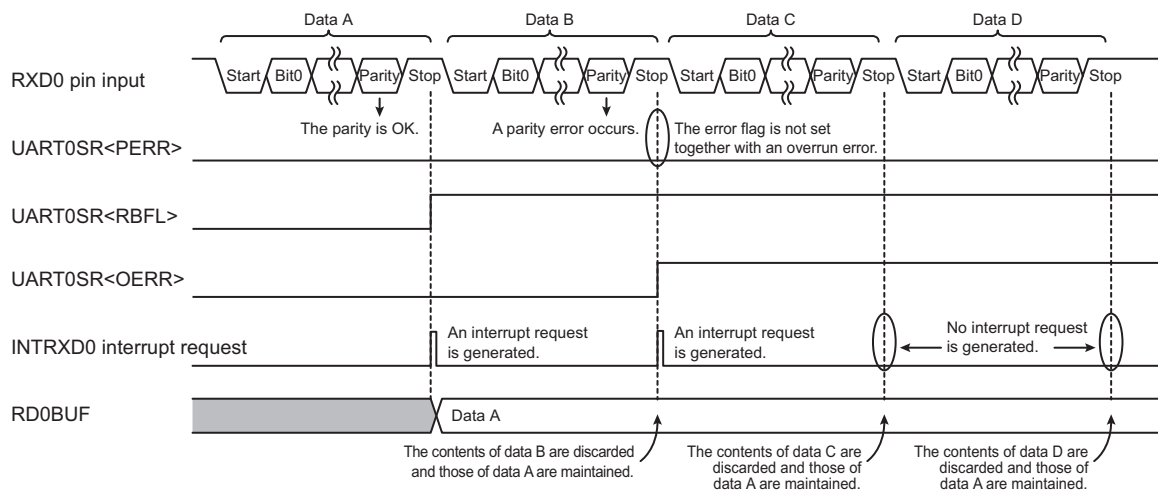 Data A Data B Data C Data D
RXD0 pin input
Start Bit0 Parity Stop Start Bit0 Parity Stop Start Bit0 Parity Stop Start Bit0 Parity Stop
The parity is OK.
A parity error occurs.
The error flag is not set
together with an overrun error.
UART0SR<PERR>
UART0SR<RBFL>
UART0SR<OERR>
INTRXD0 interrupt request
An interrupt request
is generated.
An interrupt request
is generated.
No interrupt request
is generated.
RD0BUF
Data A
The contents of data B are discarded
and those of data A are maintained.
The contents of data C are
discarded and those of
data A are maintained.
The contents of data D are
discarded and those of
data A are maintained.